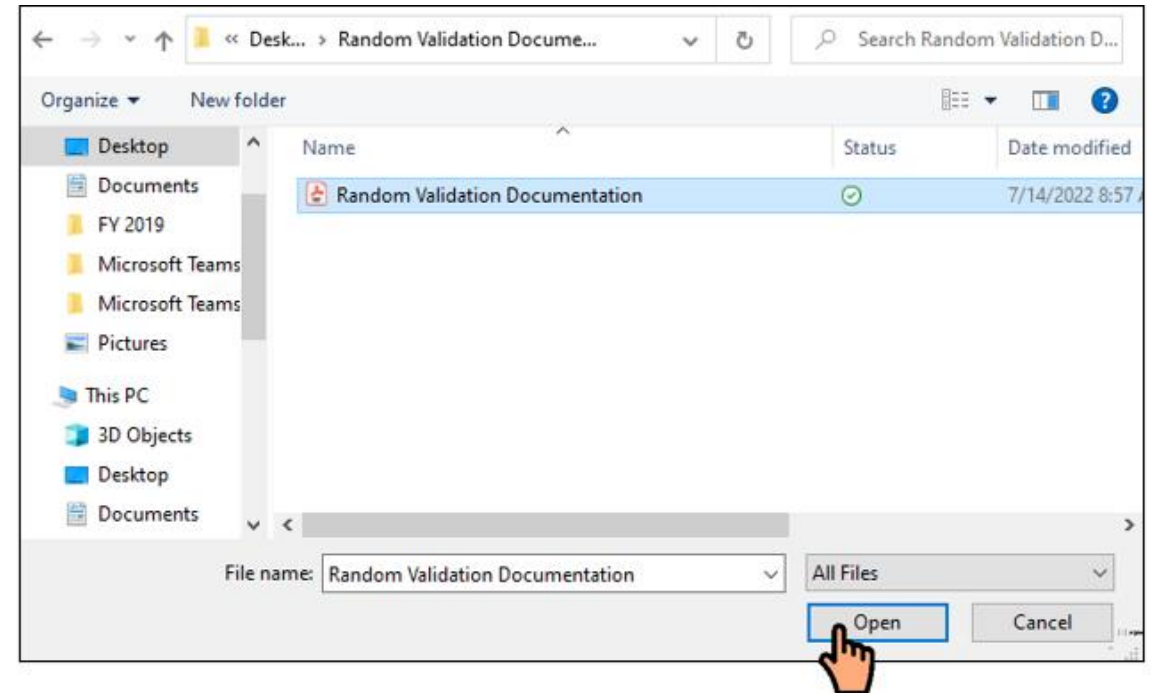 « Desk... > Random Validation Docume...
Search Random Validation D...
Organize
New folder
Name
Status
Date modified
Desktop
Documents
FY 2019
Microsoft Teams
Microsoft Teams
Pictures
This PC
3D Objects
Desktop
Documents
Random Validation Documentation
7/14/2022 8:57
File name: Random Validation Documentation
All Files
Open
Cancel